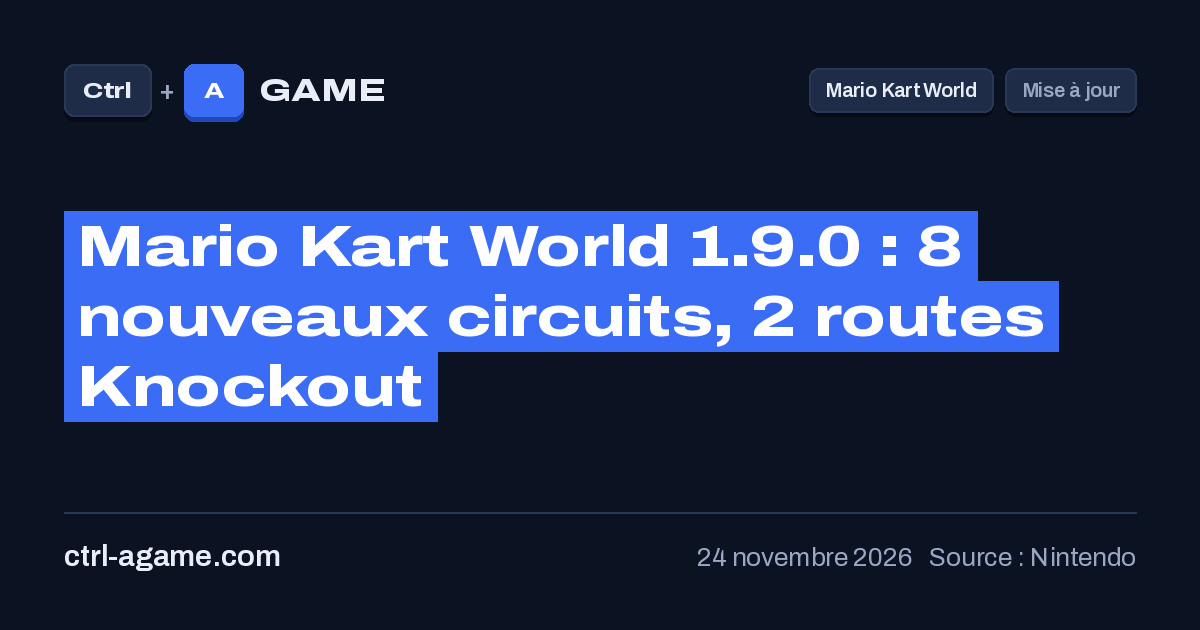 Ctrl + A GAME
Mario Kart World
Mise à jour
Mario Kart World 1.9.0 : 8
nouveaux circuits, 2 routes
Knockout
ctrl-agame.com
24 novembre 2026 Source : Nintendo